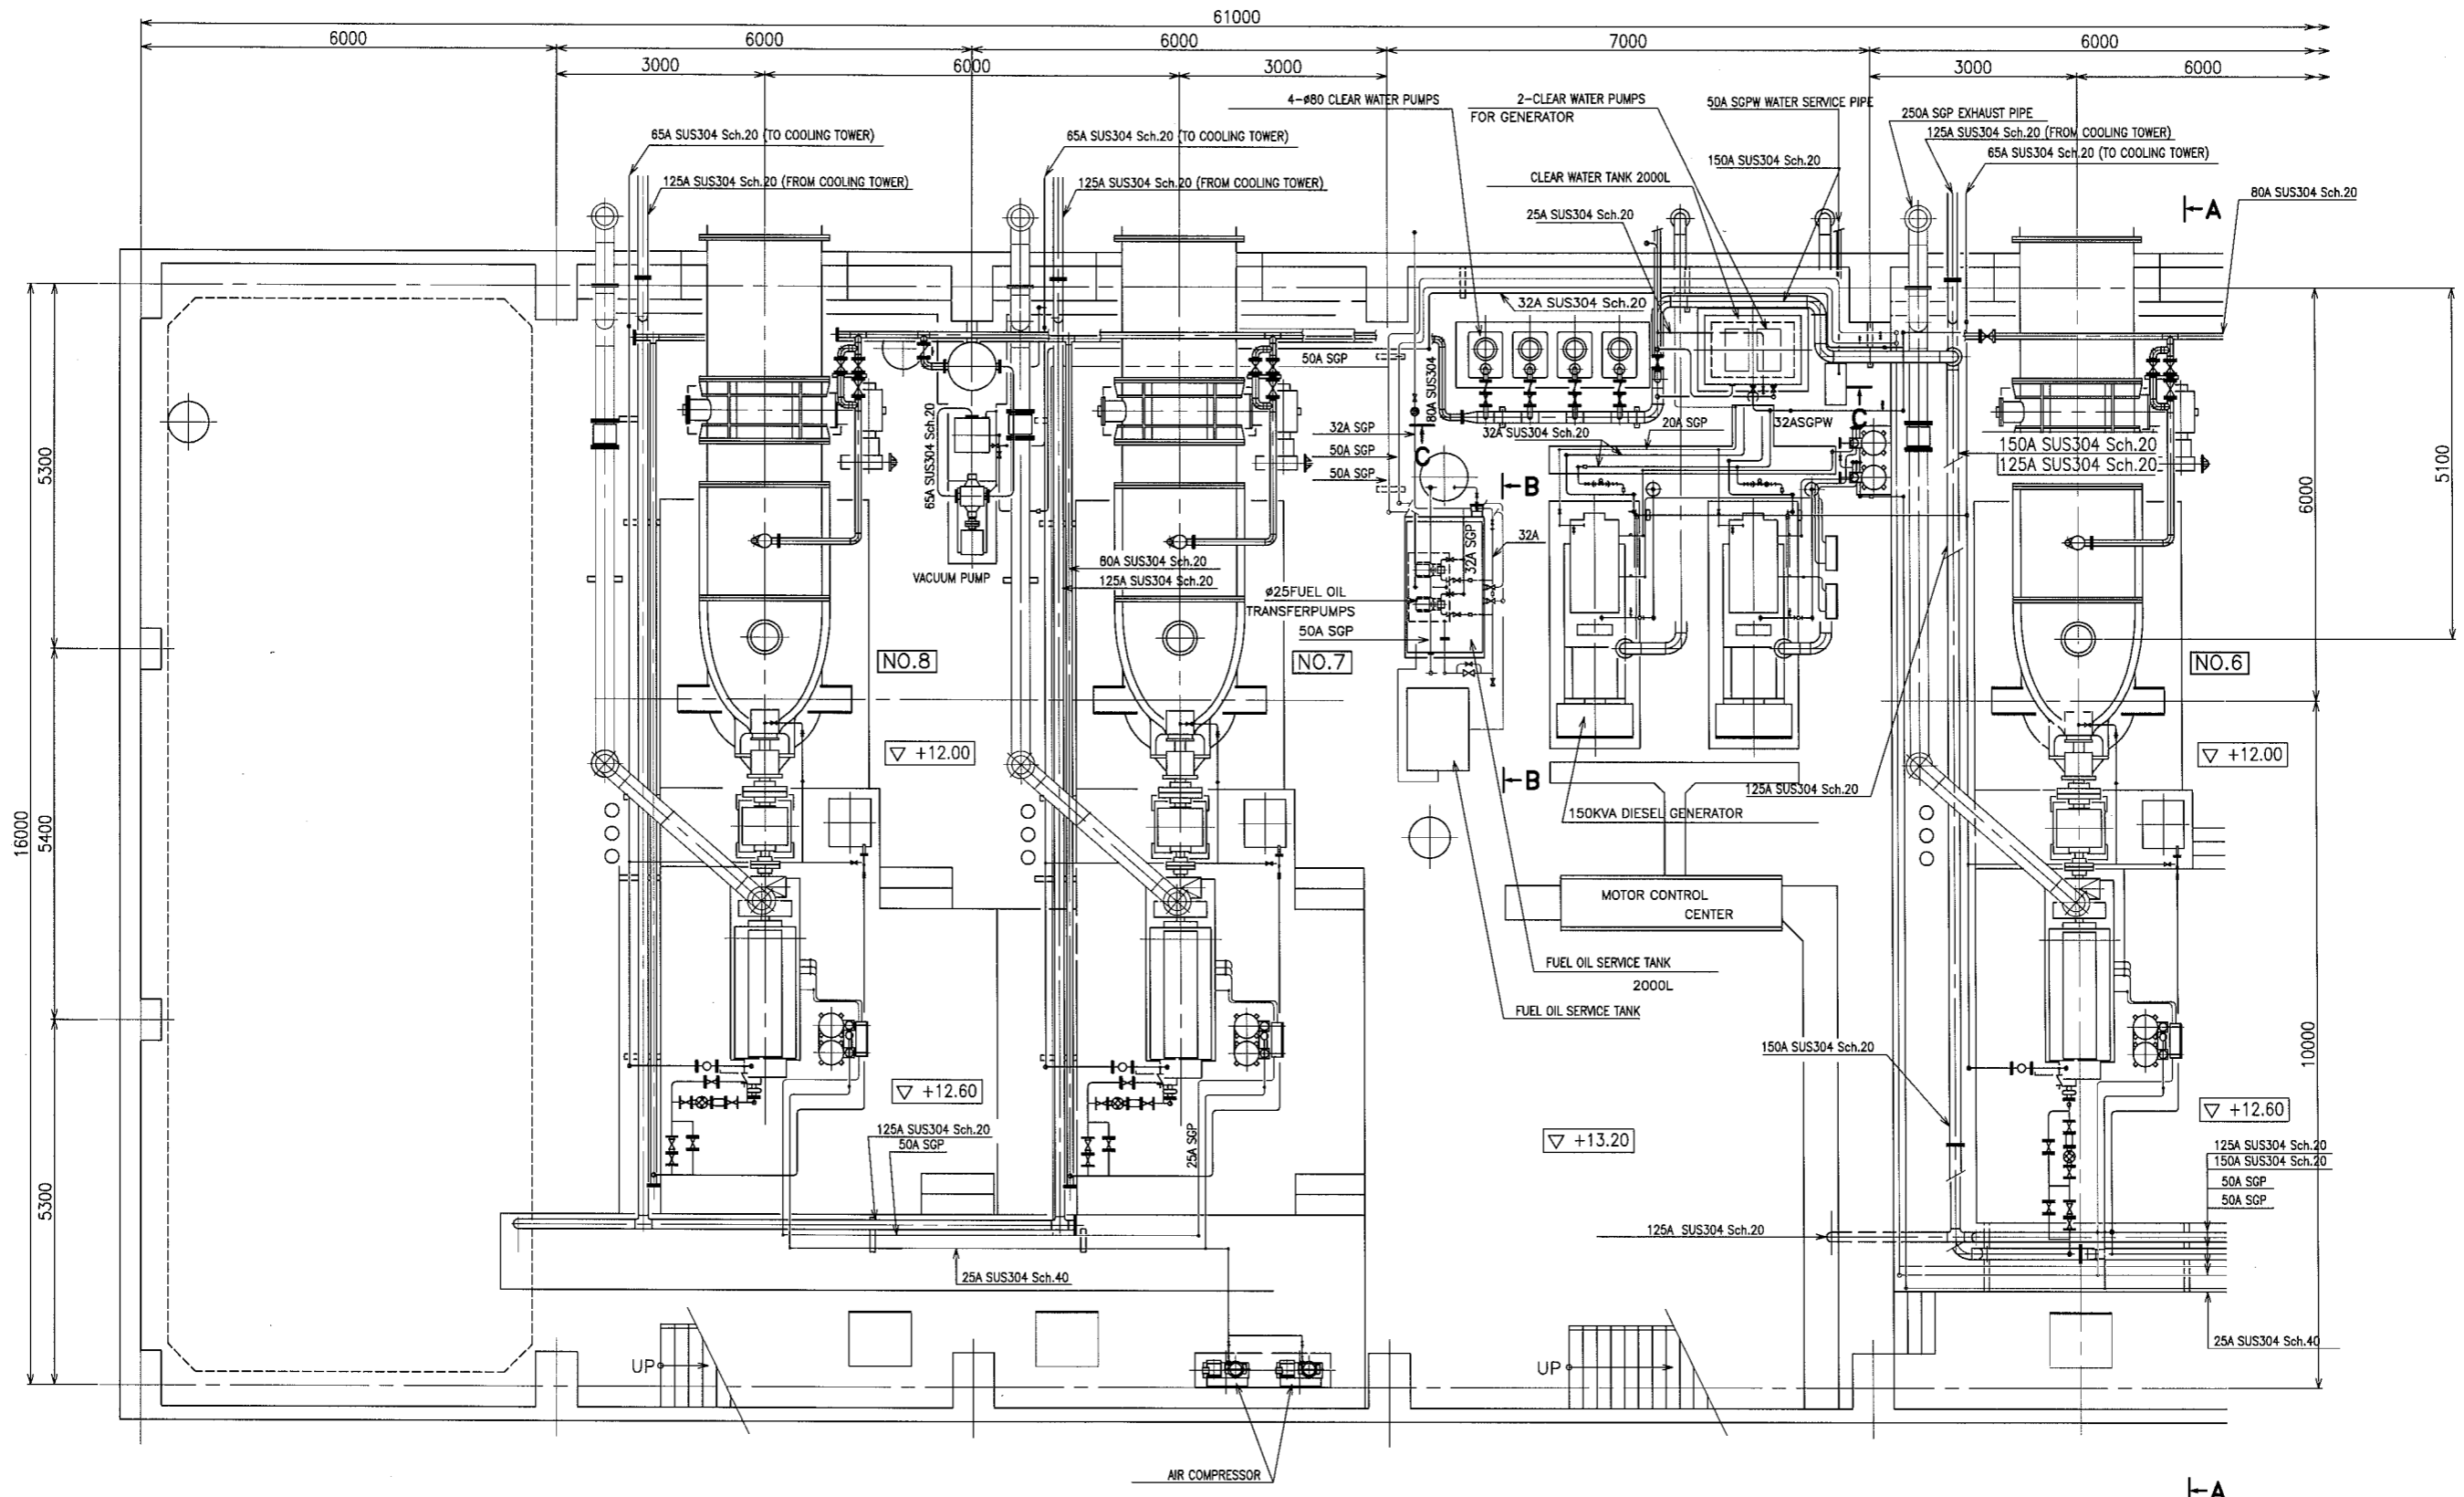 61000
6000
6000
6000
7000
6000
3000
6000
3000
3000
6000
4-ø80 CLEAR WATER PUMPS
2-CLEAR WATER PUMPS
FOR GENERATOR
50A SGPW WATER SERVICE PIPE
250A SGP EXHAUST PIPE
65A SUS304 Sch.20 (TO COOLING TOWER)
65A SUS304 Sch.20 (TO COOLING TOWER)
125A SUS304 Sch.20 (FROM COOLING TOWER)
65A SUS304 Sch.20 (TO COOLING TOWER)
150A SUS304 Sch.20
125A SUS304 Sch.20 (FROM COOLING TOWER)
125A SUS304 Sch.20 (FROM COOLING TOWER)
CLEAR WATER TANK 2000L
80A SUS304 Sch.20
A
25A SUS304 Sch.20
32A SUS304 Sch.20
50A SGP
80A SUS304
65A SUS304 Sch.20
32A SGP
C
32A SUS304 Sch.20
20A SGP
32ASGPW
C
150A SUS304 Sch.20
125A SUS304 Sch.20
50A SGP
50A SGP
B
5300
6000
5100
32A SGP
32A
VACUUM PUMP
80A SUS304 Sch.20
125A SUS304 Sch.20
ø25FUEL OIL
TRANSFERPUMPS
50A SGP
NO.8
NO.7
NO.6
▽ +12.00
▽ +12.00
B
125A SUS304 Sch.20
150KVA DIESEL GENERATOR
16000
5400
MOTOR CONTROL
CENTER
FUEL OIL SERVICE TANK
2000L
FUEL OIL SERVICE TANK
150A SUS304 Sch.20
10000
▽ +12.60
▽ +12.60
125A SUS304 Sch.20
50A SGP
25A SGP
▽ +13.20
125A SUS304 Sch.20
150A SUS304 Sch.20
50A SGP
50A SGP
5300
125A SUS304 Sch.20
25A SUS304 Sch.40
25A SUS304 Sch.40
UP
UP
AIR COMPRESSOR
A